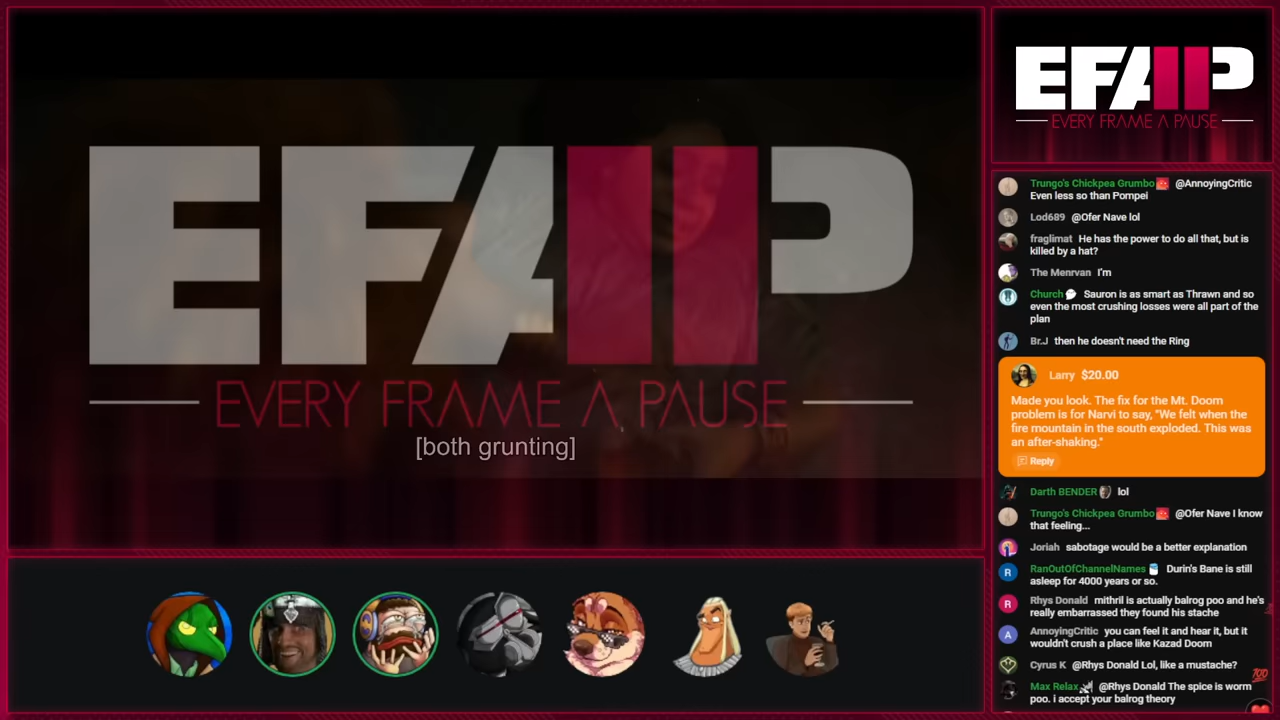 EFAP
EVERY FRAME A PAUSE
[both grunting]
EFAP
EVERY FRAME A PAUSE
Trungo's Chickpea Grumbo @AnnoyingCritic
Even less so than Pompei
Lod689 @Ofer Nave lol
fraglimat He has the power to do all that, but is
killed by a hat?
The Menrvan I'm
Church Sauron is as smart as Thrawn and so
even the most crushing losses were all part of the
plan
Br.J then he doesn't need the Ring
Larry $20.00
Made you look. The fix for the Mt. Doom
problem is for Narvi to say, "We felt when the
fire mountain in the south exploded. This was
an after-shaking."
Reply
Darth BENDER lol
Trungo's Chickpea Grumbo @Ofer Nave I know
that feeling...
Joriah sabotage would be a better explanation
R
RanOutOfChannelNames Durin's Bane is still
asleep for 4000 years or so.
R
Rhys Donald mithril is actually balrog poo and he's
really embarrassed they found his stache
A
AnnoyingCritic you can feel it and hear it, but it
wouldn't crush a place like Kazad Doom
Cyrus K @Rhys Donald Lol, like a mustache?
100
Max Relax @Rhys Donald The spice is worm
poo. i accept your balrog theory